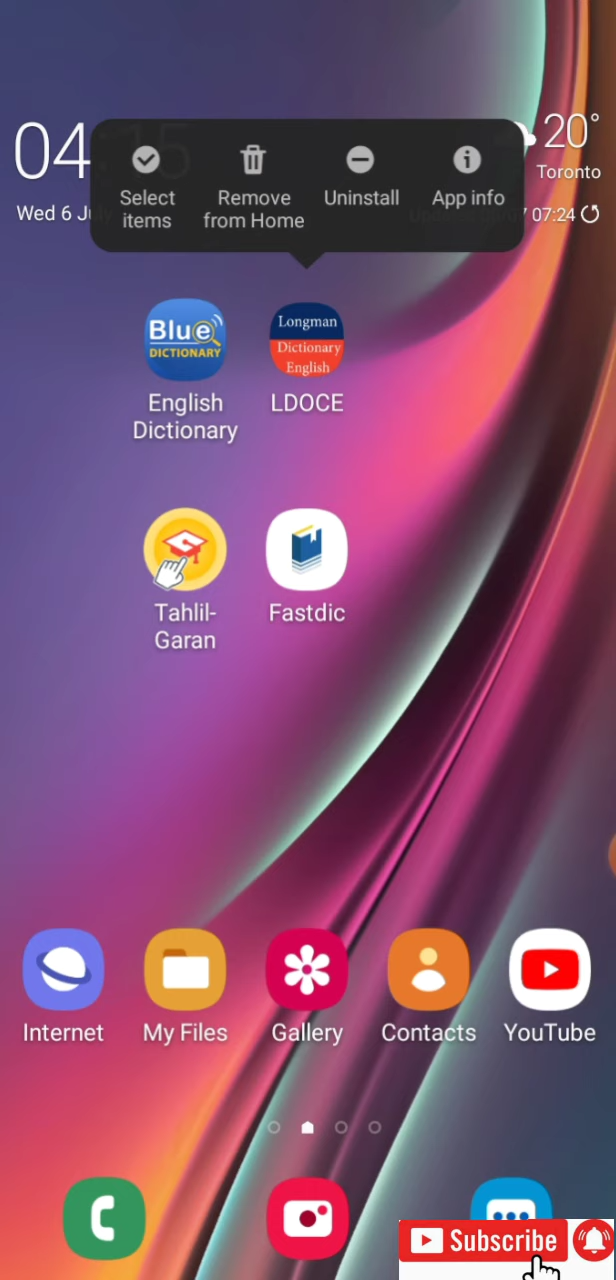 04:15
20°
Toronto
Wed 6 July
07:24
Select
items
Remove
from Home
Uninstall
App info
Blue
DICTIONARY
English
Dictionary
Longman
Dictionary
English
LDOCE
Tahlil-
Garan
Fastdic
Internet
My Files
Gallery
Contacts
YouTube
Subscribe